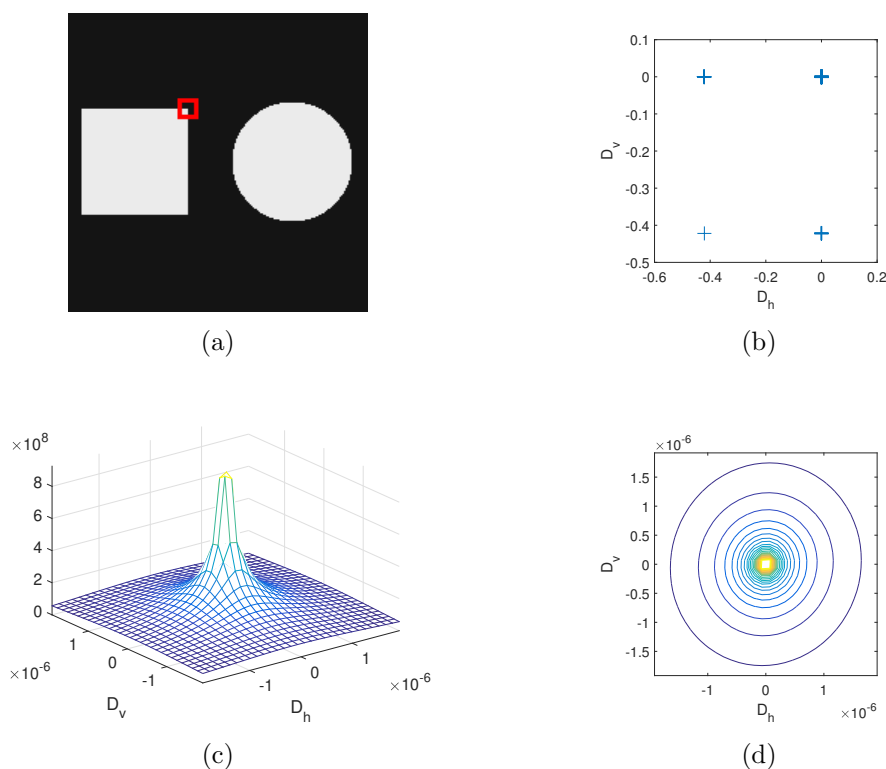 0.1
0
-0.1
-0.2
-0.3
-0.4
-0.5
D_v
-0.6 -0.4 -0.2 0 0.2
D_h
(a) (b)
×10^8
8
6
4
2
0
1 0 -1
×10^-6
D_v
-1 0 1
×10^-6
D_h
×10^-6
1.5
1
0.5
0
-0.5
-1
-1.5
D_v
-1 0 1
D_h ×10^-6
(c) (d)